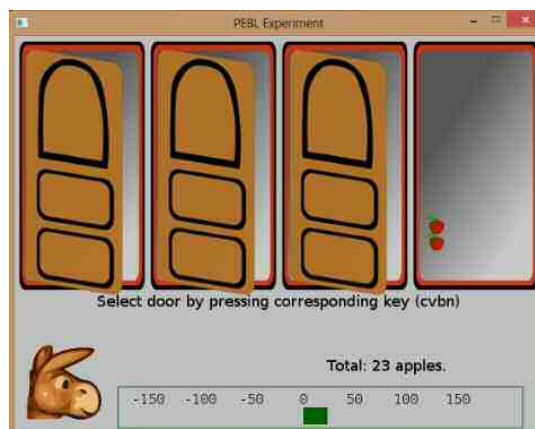 PEBL Experiment
Select door by pressing corresponding key (cvbn)
Total: 23 apples.
-150 -100 -50 0 50 100 150